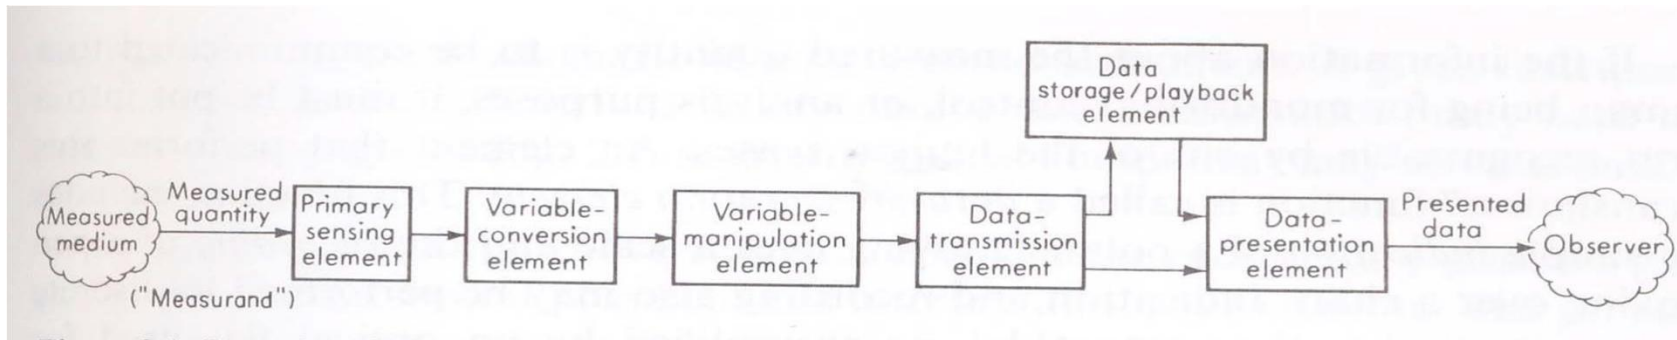 Data
storage/playback
element
Measured
medium
Measured
quantity
("Measurand")
Primary
sensing
element
Variable-
conversion
element
Variable-
manipulation
element
Data-
transmission
element
Data-
presentation
element
Presented
data
Observer